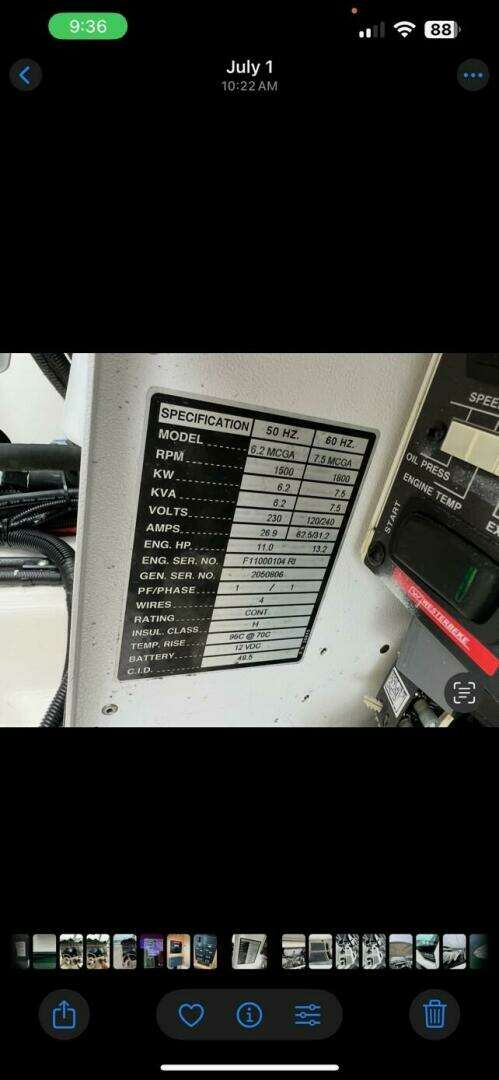 9:36
88
July 1
10:22 AM
SPECIFICATION 50 HZ. 60 HZ.
MODEL 6.2 MCGA 7.5 MCGA
RPM 1500 1800
KW 6.2 7.5
KVA 6.2 7.5
VOLTS 230 120/240
AMPS 26.9 62.5/31.2
ENG. HP. 11.0 13.2
ENG. SER. NO. F11000104 RI
GEN. SER. NO. 2050806
PF/PHASE 1 / 1
WIRES 4
RATING CONT
INSUL. CLASS H
TEMP. RISE 96C @ 70C
BATTERY 12 VDC
C.I.D. 49.5
SPEE
OIL PRESS
ENGINE TEMP
START
WESTERBEKE